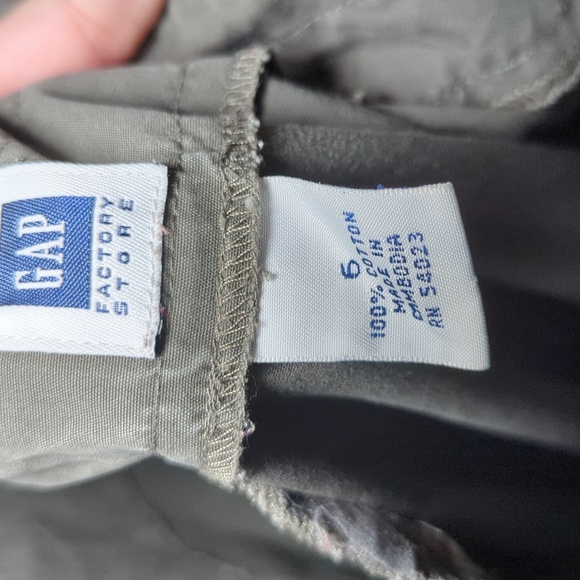 GAP
FACTORY
STORE
6
100% COTTON
MADE IN
CAMBODIA
RN 54023